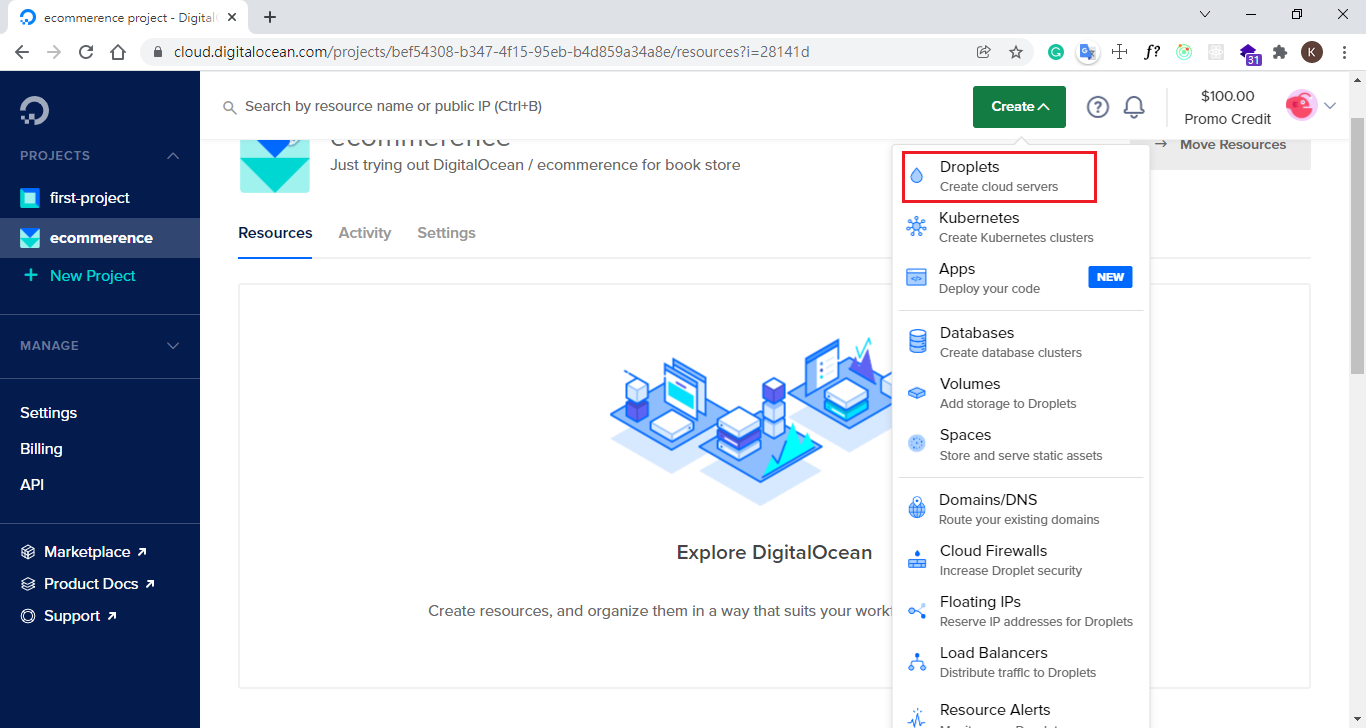 ecommerence project - Digital
cloud.digitalocean.com/projects/bef54308-b347-4f15-95eb-b4d859a34a8e/resources?i=28141d
f?
31
K
Search by resource name or public IP (Ctrl+B)
Create
?
$100.00
Promo Credit
PROJECTS
first-project
ecommerence
+ New Project
MANAGE
Settings
Billing
API
Marketplace
Product Docs
Support
ecommerence
Just trying out DigitalOcean / ecommerence for book store
→ Move Resources
Resources
Activity
Settings
Explore DigitalOcean
Create resources, and organize them in a way that suits your
Droplets
Create cloud servers
Kubernetes
Create Kubernetes clusters
Apps
Deploy your code
NEW
Databases
Create database clusters
Volumes
Add storage to Droplets
Spaces
Store and serve static assets
Domains/DNS
Route your existing domains
Cloud Firewalls
Increase Droplet security
Floating IPs
Reserve IP addresses for Droplets
Load Balancers
Distribute traffic to Droplets
Resource Alerts